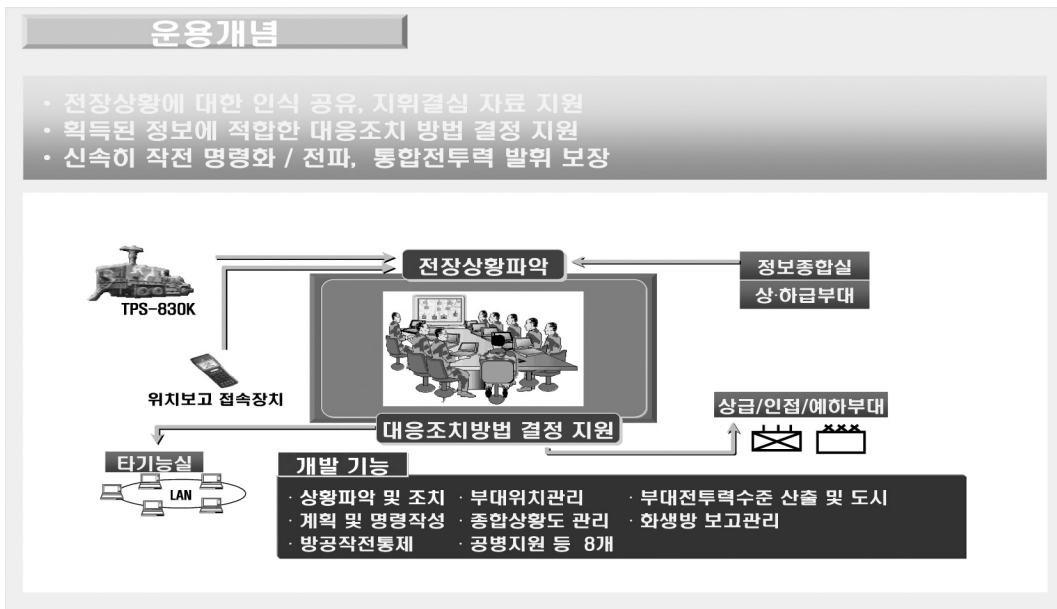 운용개념
· 전장상황에 대한 인식 공유, 지휘결심 자료 지원
· 획득된 정보에 적합한 대응조치 방법 결정 지원
· 신속히 작전 명령화 / 전파, 통합전투력 발휘 보장
전장상황파악
정보종합실
상·하급부대
TPS-830K
위치보고 접속장치
상급/인접/예하부대
대응조치방법 결정 지원
타기능실
LAN
개발 기능
· 상황파악 및 조치 · 부대위치관리 · 부대전투력수준 산출 및 도시
· 계획 및 명령작성 · 종합상황도 관리 · 화생방 보고관리
· 방공작전통제 · 공병지원 등 8개